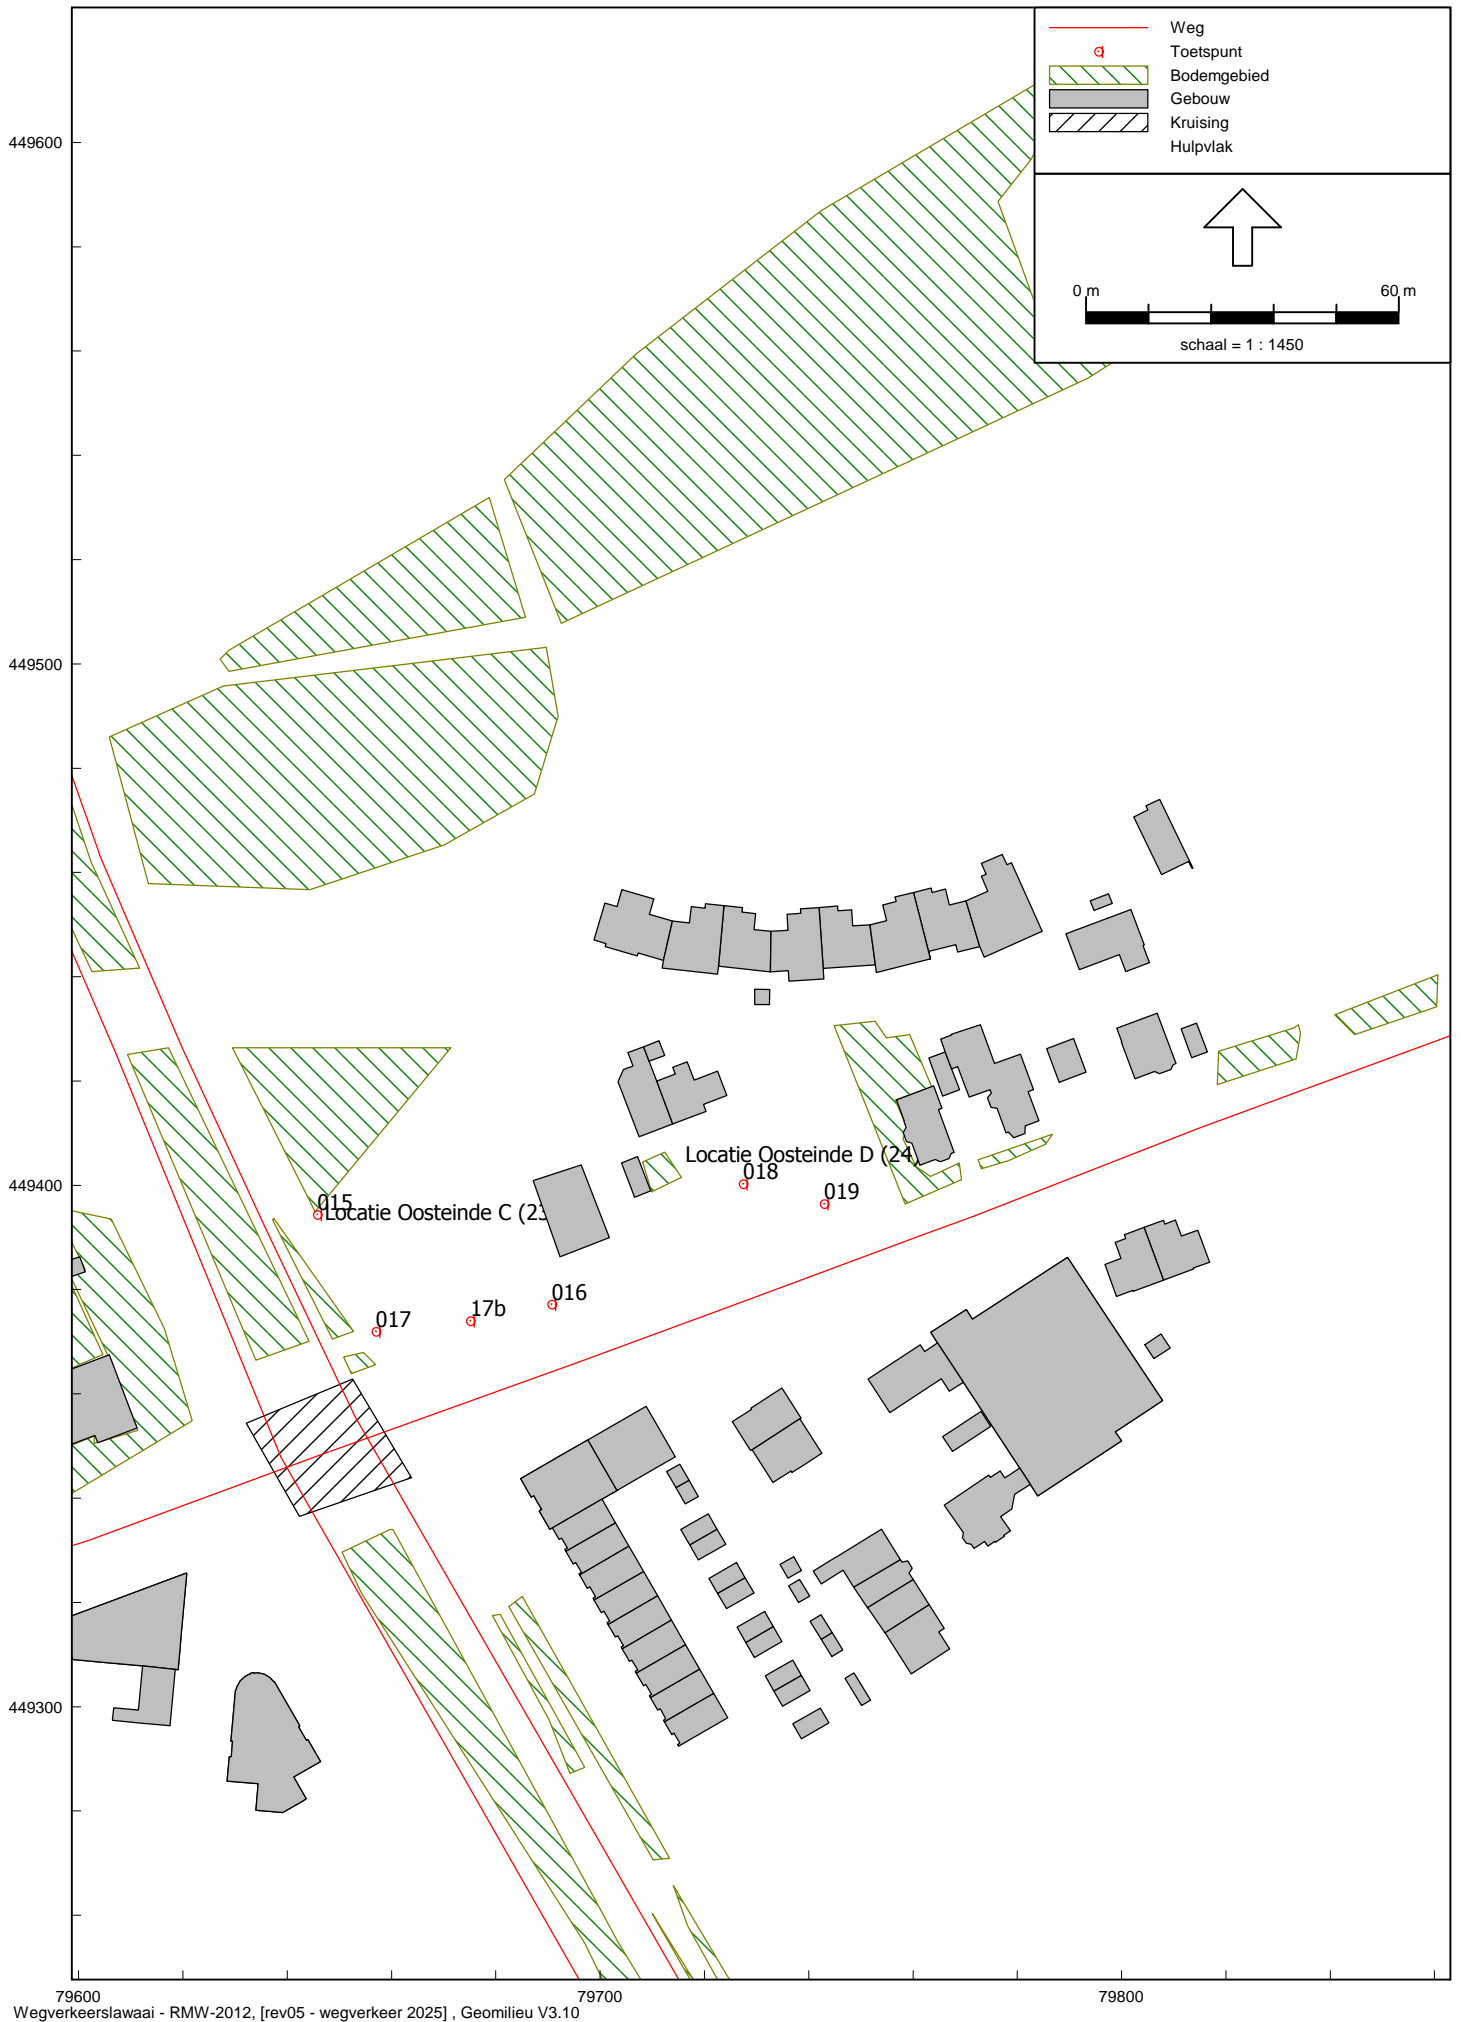 Weg
Toetspunt
Bodemgebied
Gebouw
Kruising
Hulpvlak
0 m
60 m
schaal = 1 : 1450
449600
449500
449400
449300
Locatie Oosteinde D (24
018
019
015
Locatie Oosteinde C (23
016
17b
017
79600
79700
79800
Wegverkeerslawaai - RMW-2012, [rev05 - wegverkeer 2025] , Geomilieu V3.10